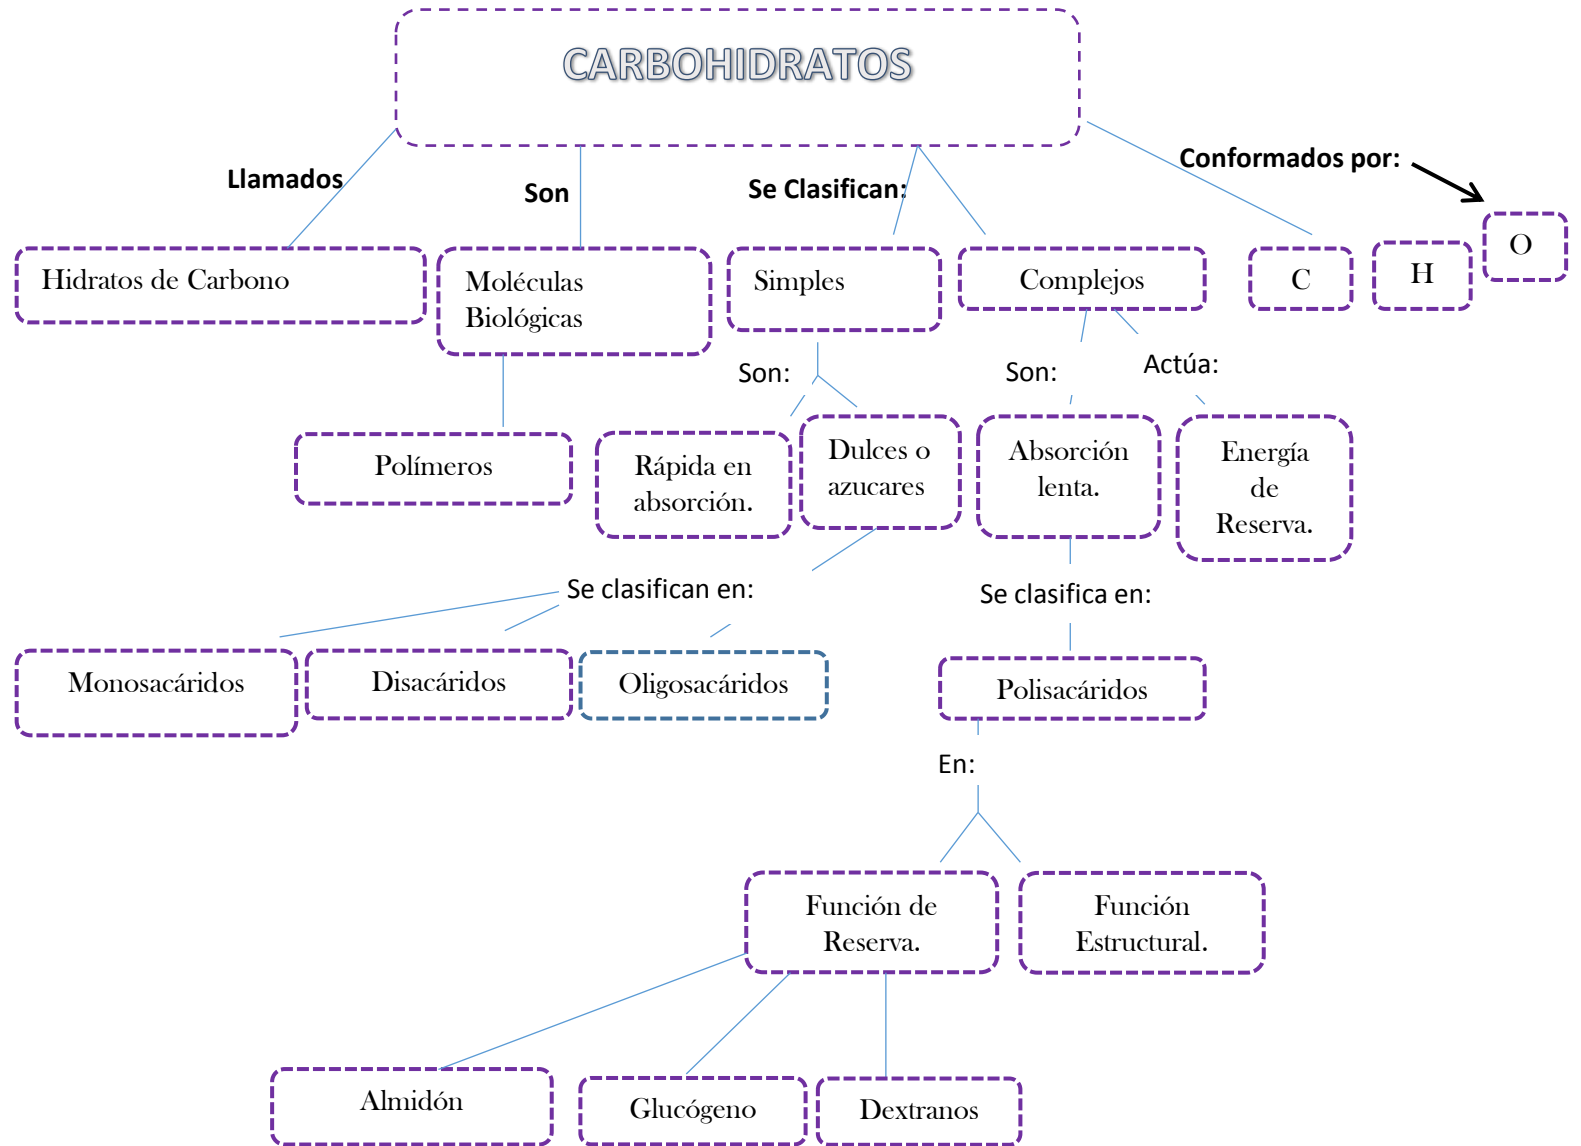 CARBOHIDRATOS
Llamados
Son
Se Clasifican:
Conformados por:
Hidratos de Carbono
Moléculas
Biológicas
Simples
Complejos
C
H
O
Son:
Son:
Actúa:
Polímeros
Rápida en
absorción.
Dulces o
azucares
Absorción
lenta.
Energía
de
Reserva.
Se clasifican en:
Se clasifica en:
Monosacáridos
Disacáridos
Oligosacáridos
Polisacáridos
En:
Función de
Reserva.
Función
Estructural.
Almidón
Glucógeno
Dextranos